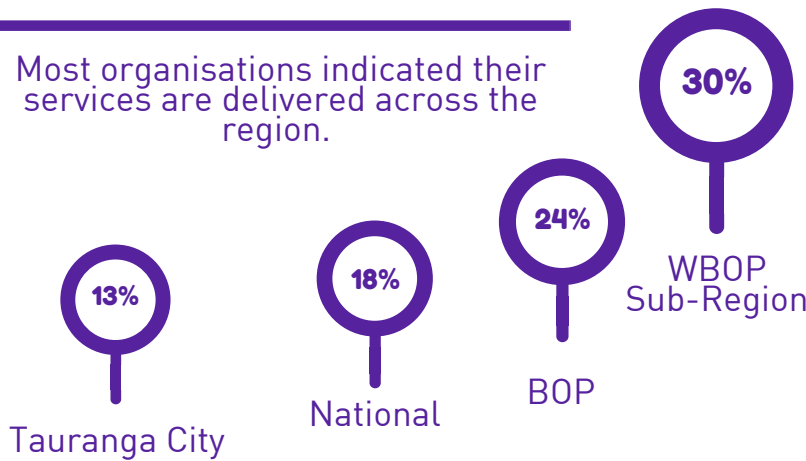 Most organisations indicated their
services are delivered across the
region.
30%
WBOP
Sub-Region
24%
BOP
18%
National
13%
Tauranga City